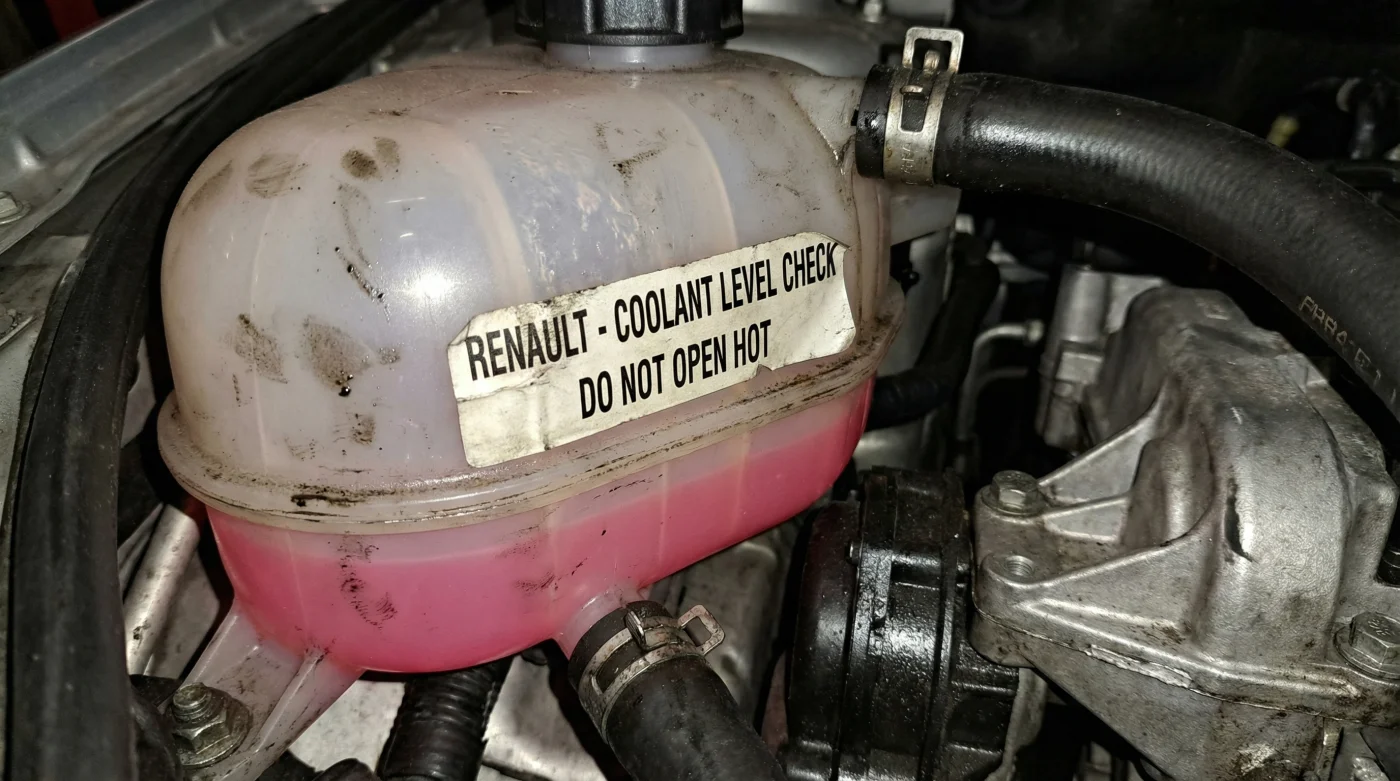 RENAULT - COOLANT LEVEL CHECK
DO NOT OPEN HOT